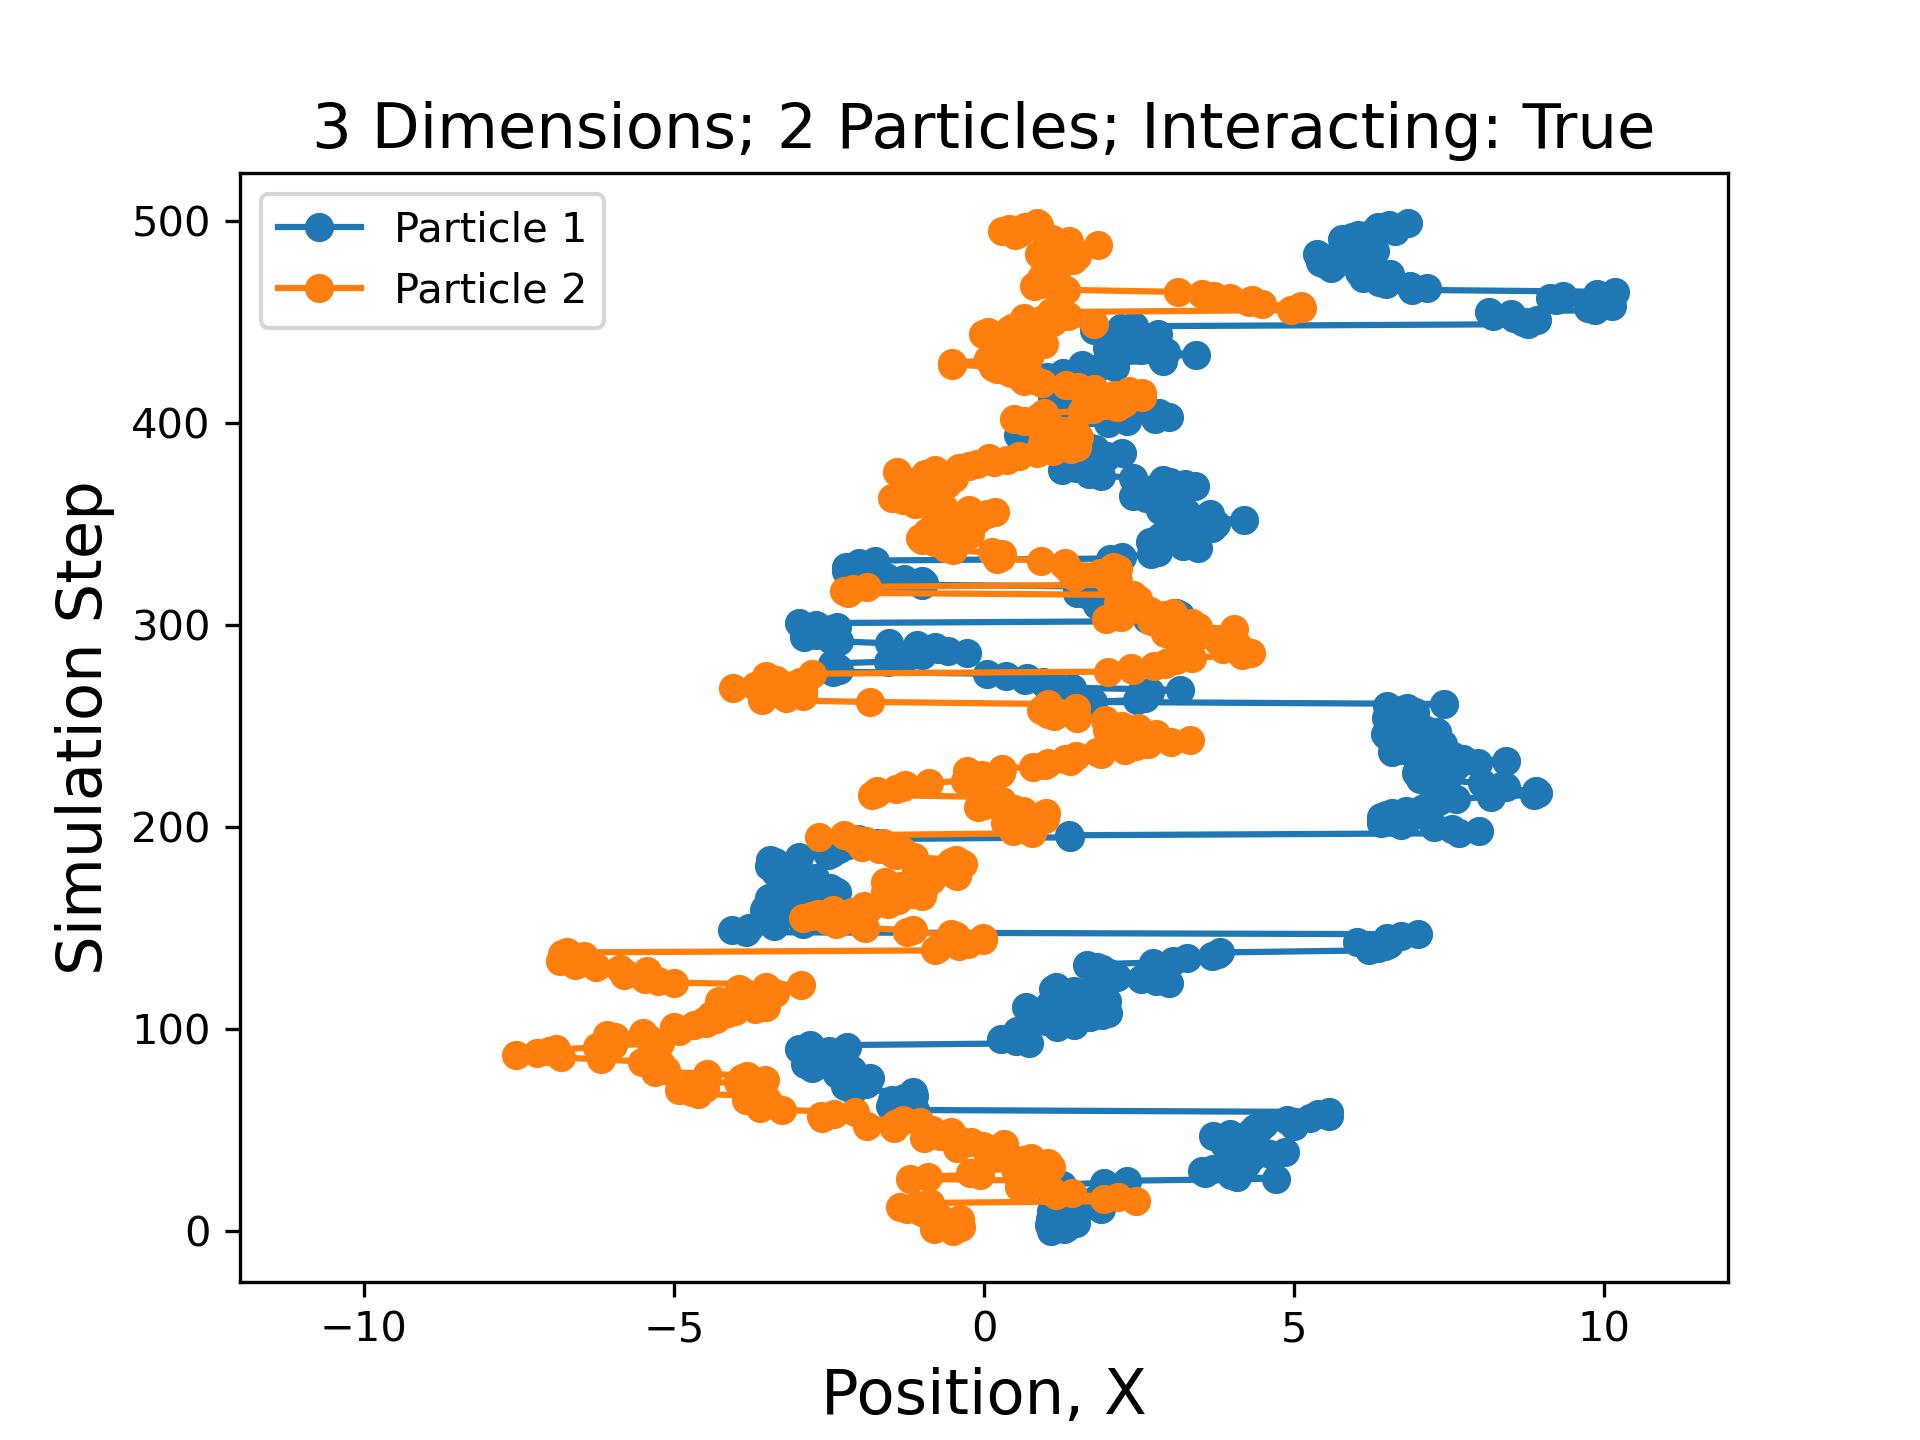 3 Dimensions; 2 Particles; Interacting: True
Particle 1
Particle 2
Simulation Step
500
400
300
200
100
0
−10
−5
0
5
10
Position, X